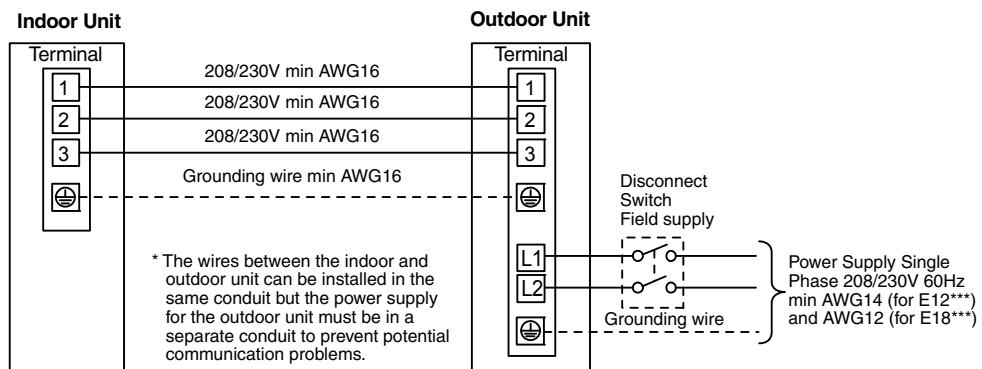 Indoor Unit
Outdoor Unit
Terminal
Terminal
1
208/230V min AWG16
1
2
208/230V min AWG16
2
3
208/230V min AWG16
3
Grounding wire min AWG16
Disconnect
Switch
Field supply
* The wires between the indoor and
outdoor unit can be installed in the
same conduit but the power supply
for the outdoor unit must be in a
separate conduit to prevent potential
communication problems.
L1
L2
Grounding wire
Power Supply Single
Phase 208/230V 60Hz
min AWG14 (for E12***)
and AWG12 (for E18***)